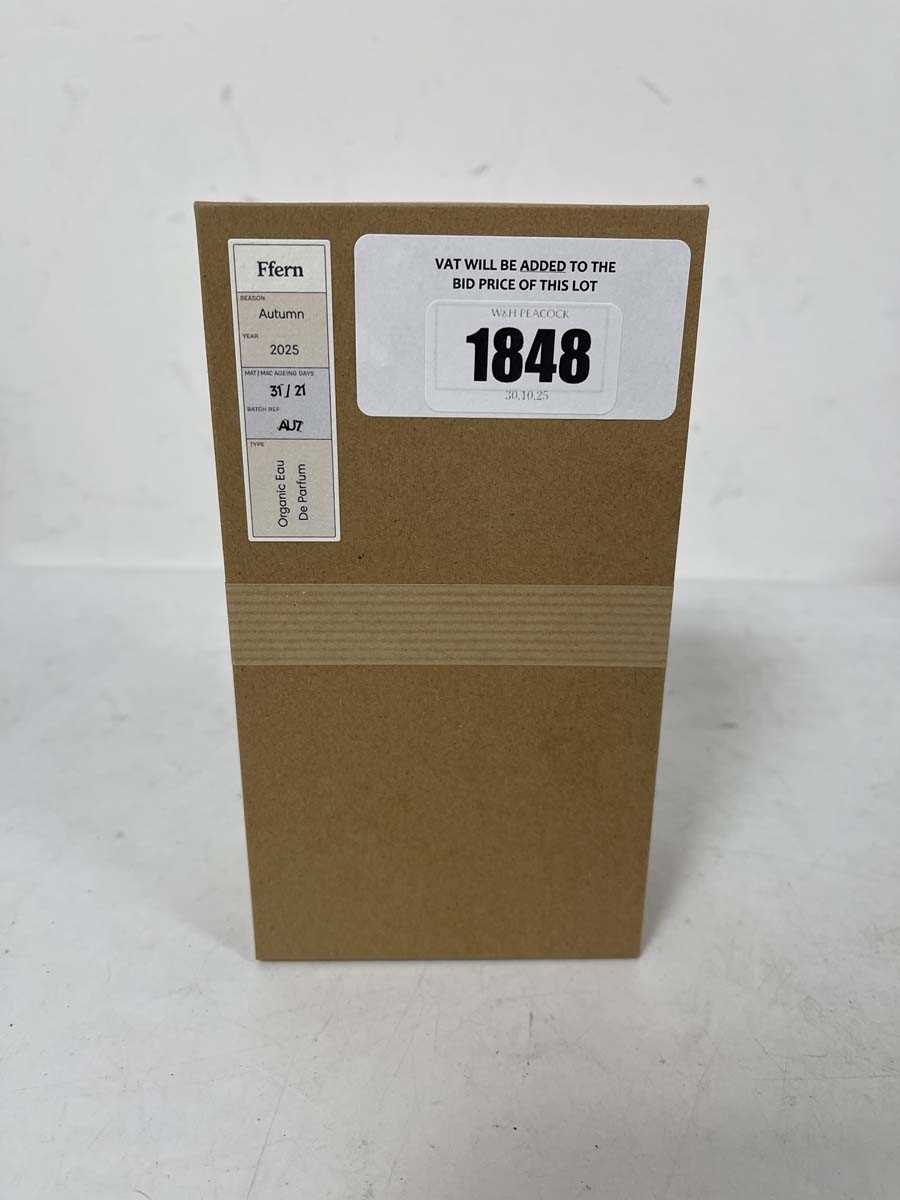 Ffern
SEASON
Autumn
YEAR
2025
MAT / MAC AGEING DAYS
31 / 21
BATCH REF
AU7
TYPE
Organic Eau
De Parfum
VAT WILL BE ADDED TO THE
BID PRICE OF THIS LOT
W&H PEACOCK
1848
30.10.25